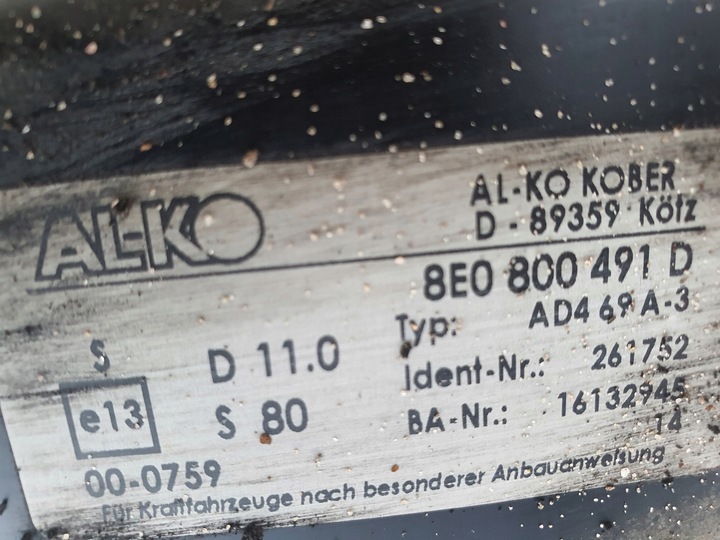 AL-KO
AL-KO KOBER
D - 89359 Kötz
8E0 800 491 D
Typ: AD4 69 A-3
S
D 11.0
Ident-Nr.: 261752
e13
S 80
BA-Nr.: 16132945
14
00-0759
Für Kraftfahrzeuge nach besonderer Anbauanweisung